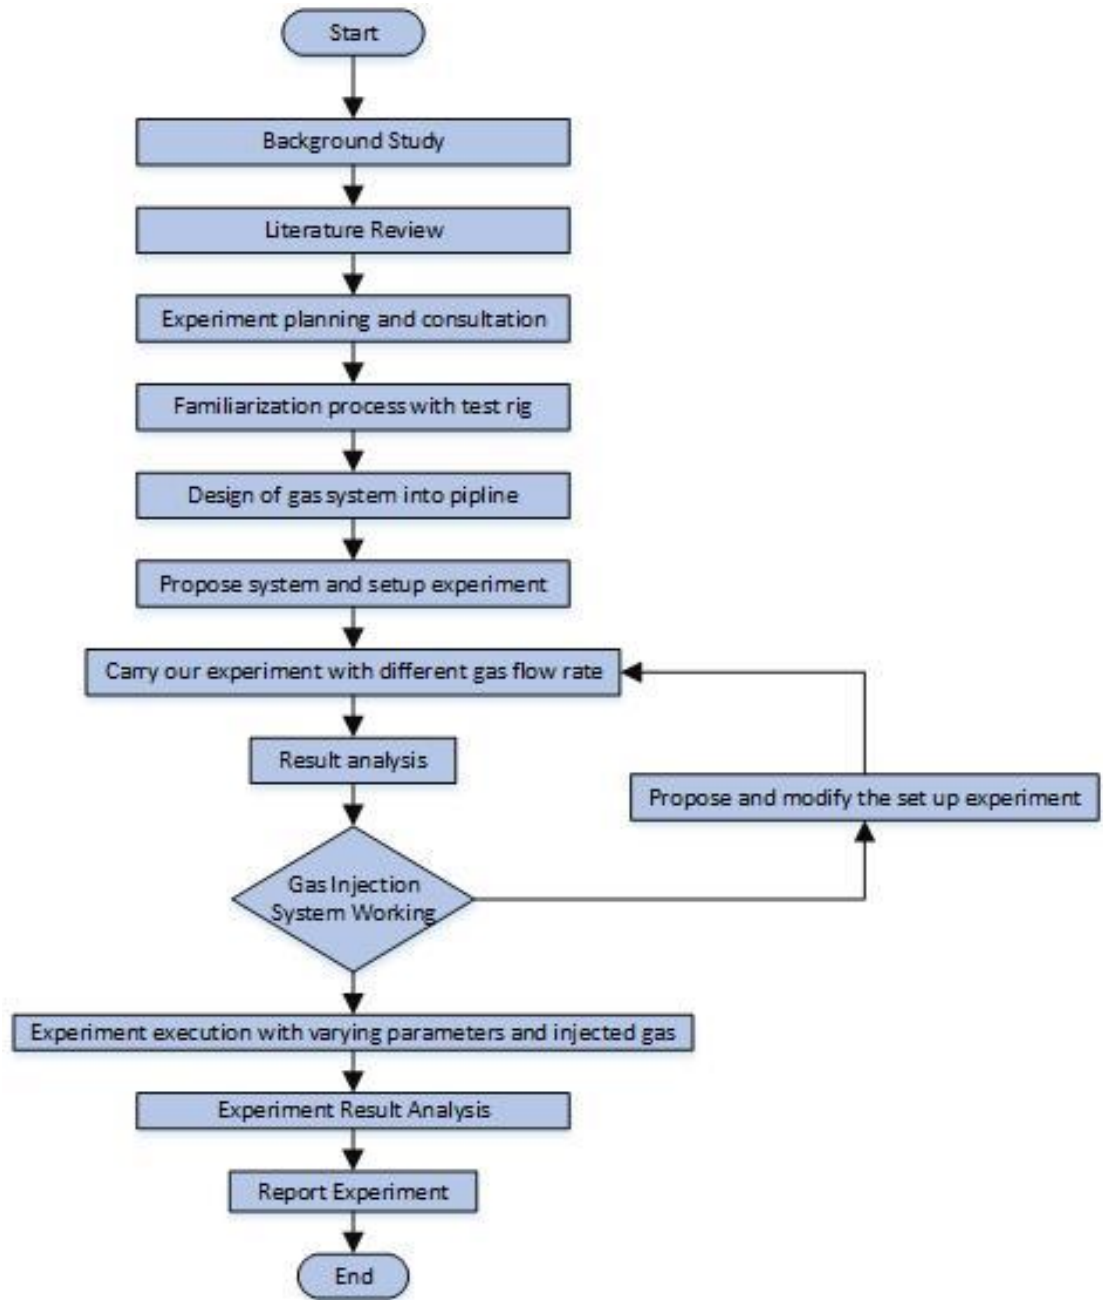 Start
Background Study
Literature Review
Experiment planning and consultation
Familiarization process with test rig
Design of gas system into pipline
Propose system and setup experiment
Carry our experiment with different gas flow rate
Result analysis
Propose and modify the set up experiment
Gas Injection
System Working
Experiment execution with varying parameters and injected gas
Experiment Result Analysis
Report Experiment
End